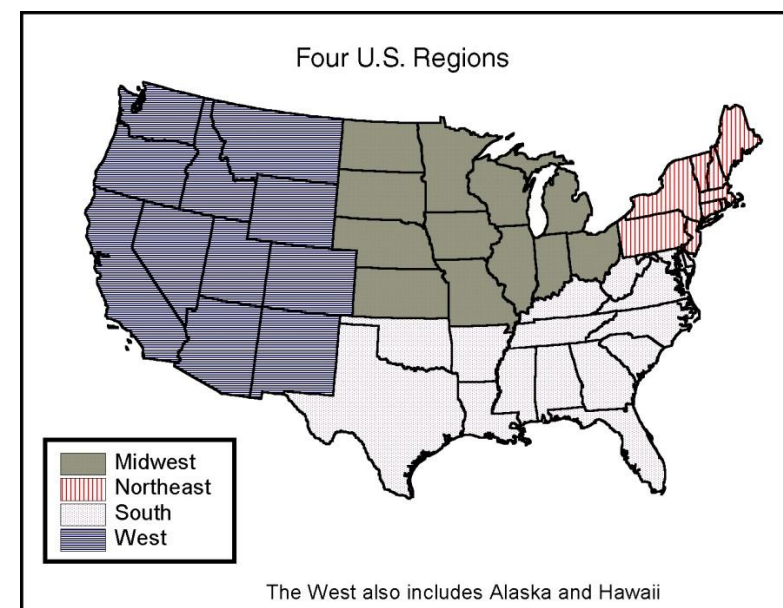 Four U.S. Regions
Midwest
Northeast
South
West
The West also includes Alaska and Hawaii